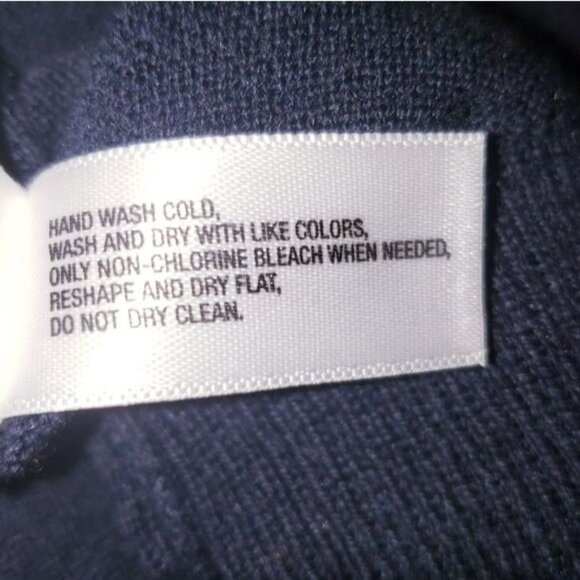 HAND WASH COLD,
WASH AND DRY WITH LIKE COLORS,
ONLY NON-CHLORINE BLEACH WHEN NEEDED,
RESHAPE AND DRY FLAT,
DO NOT DRY CLEAN.